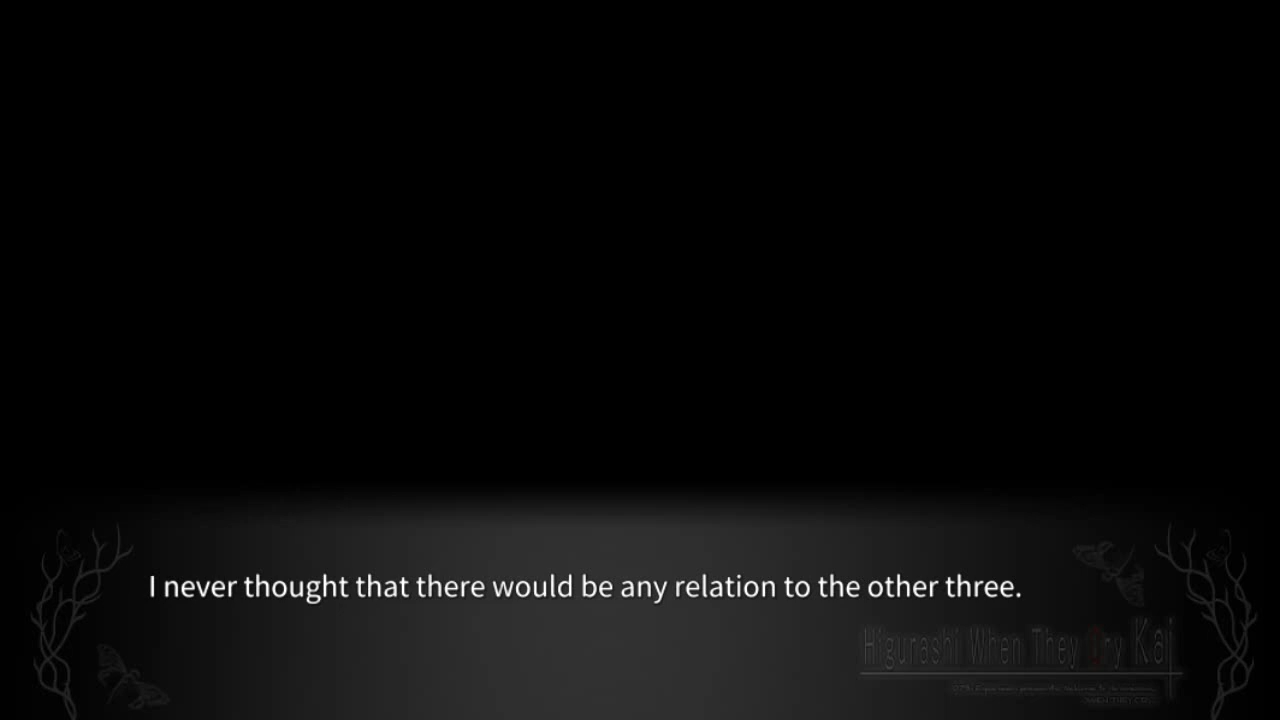 I never thought that there would be any relation to the other three.
Higurashi When They Cry Kai